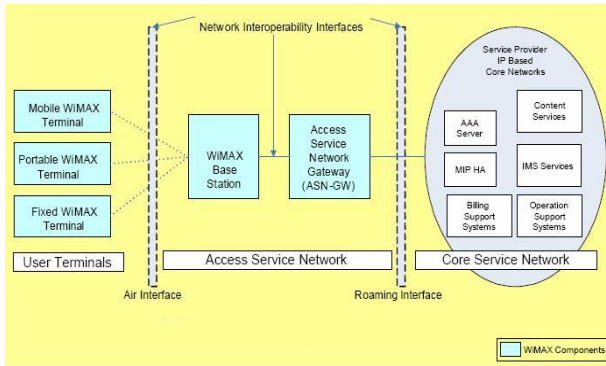 Network Interoperability Interfaces
Service Provider
IP Based
Core Networks
Mobile WiMAX
Terminal
Portable WiMAX
Terminal
Fixed WiMAX
Terminal
WiMAX
Base
Station
Access
Service
Network
Gateway
(ASN-GW)
AAA
Server
Content
Services
MIP HA
IMS Services
Billing
Support
Systems
Operation
Support
Systems
User Terminals
Access Service Network
Core Service Network
Air Interface
Roaming Interface
WiMAX Components